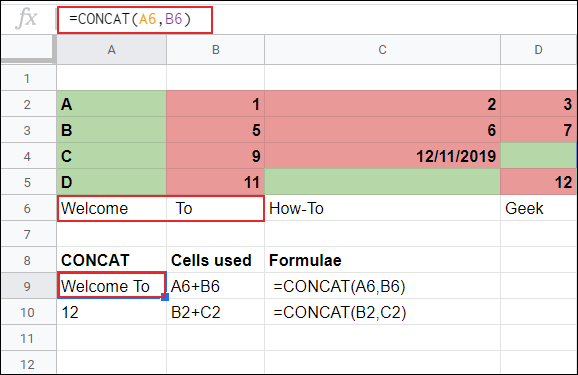 fx =CONCAT(A6,B6)
A B C D
1
2 A 1 2 3
3 B 5 6 7
4 C 9 12/11/2019
5 D 11 12
6 Welcome To How-To Geek
7
8 CONCAT Cells used Formulae
9 Welcome To A6+B6 =CONCAT(A6,B6)
10 12 B2+C2 =CONCAT(B2,C2)
11
12